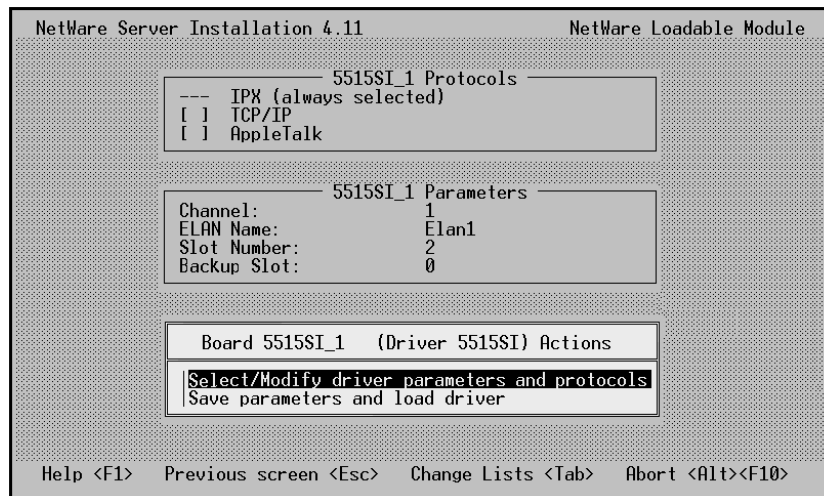 NetWare Server Installation 4.11 NetWare Loadable Module
5515SI_1 Protocols
--- IPX (always selected)
[ ] TCP/IP
[ ] AppleTalk
5515SI_1 Parameters
Channel: 1
ELAN Name: Elan1
Slot Number: 2
Backup Slot: 0
Board 5515SI_1 (Driver 5515SI) Actions
Select/Modify driver parameters and protocols
Save parameters and load driver
Help <F1> Previous screen <Esc> Change Lists <Tab> Abort <Alt><F10>